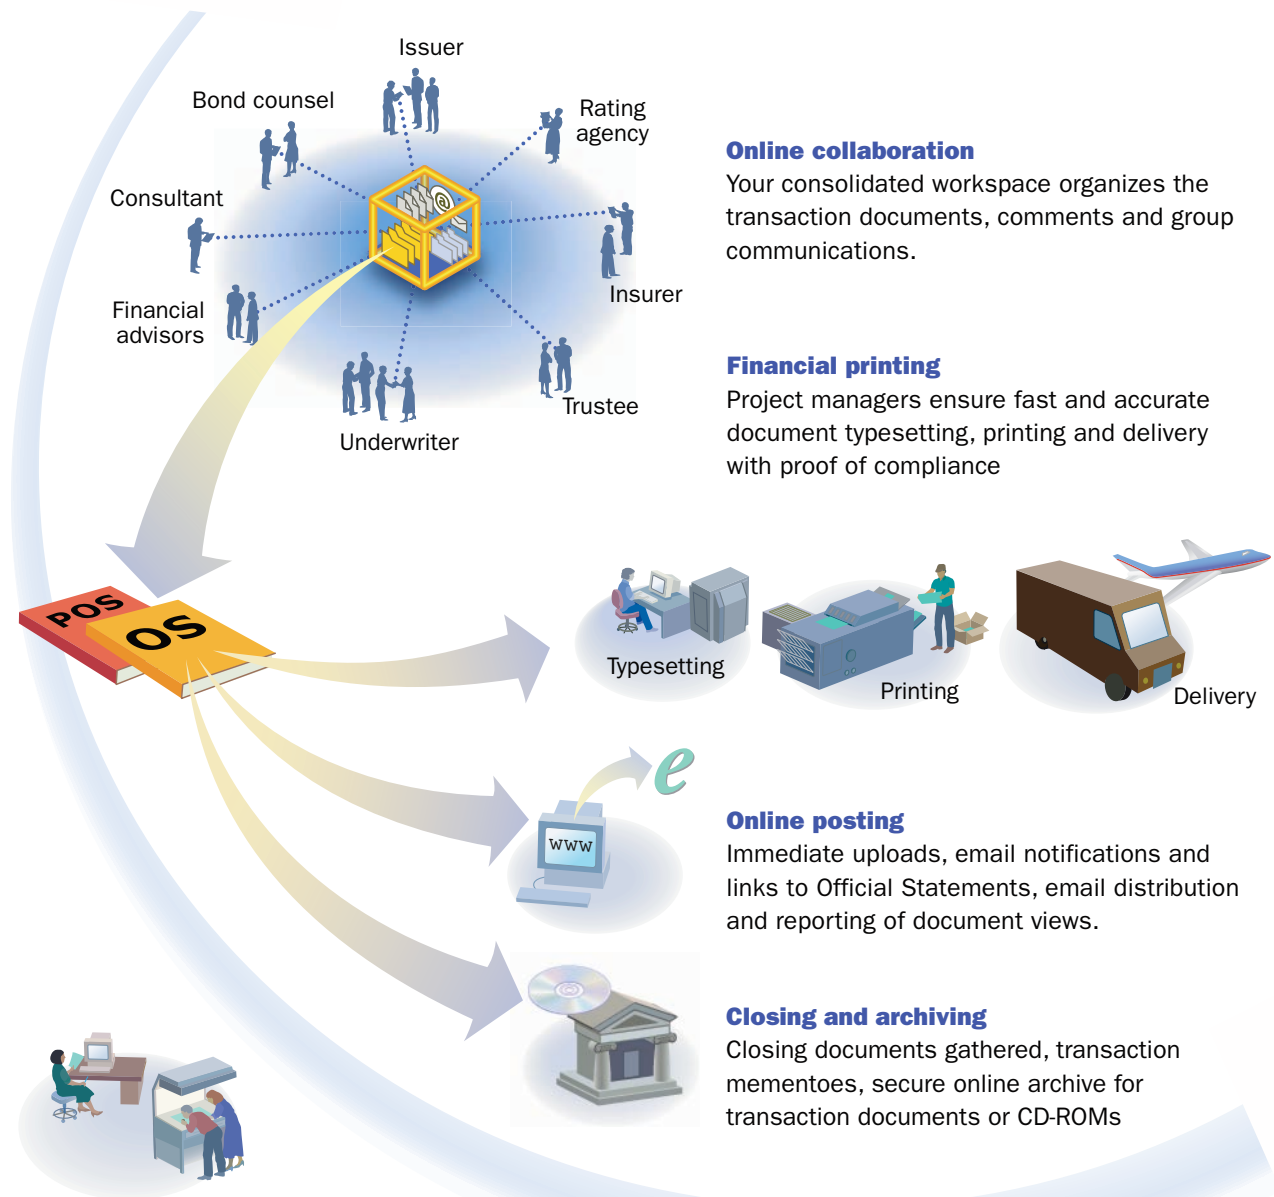 Issuer
Bond counsel
Rating
agency
Consultant
Insurer
Financial
advisors
Trustee
Underwriter
@
Online collaboration
Your consolidated workspace organizes the
transaction documents, comments and group
communications.
Financial printing
Project managers ensure fast and accurate
document typesetting, printing and delivery
with proof of compliance
POS
OS
Typesetting
Printing
Delivery
e
www
Online posting
Immediate uploads, email notifications and
links to Official Statements, email distribution
and reporting of document views.
Closing and archiving
Closing documents gathered, transaction
mementoes, secure online archive for
transaction documents or CD-ROMs